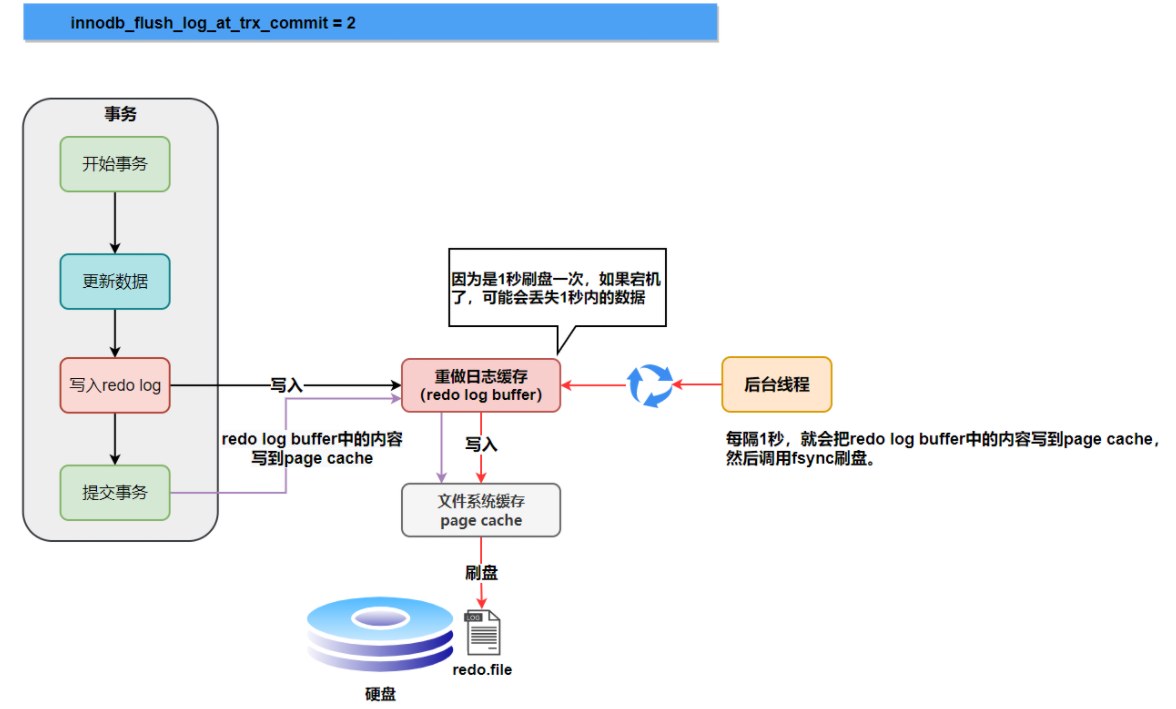 innodb_flush_log_at_trx_commit = 2
事务
开始事务
更新数据
因为是1秒刷盘一次，如果宕机
了，可能会丢失1秒内的数据
写入redo log
写入
重做日志缓存
(redo log buffer)
后台线程
redo log buffer中的内容
写到page cache
写入
每隔1秒，就会把redo log buffer中的内容写到page cache，
然后调用fsync刷盘。
提交事务
文件系统缓存
page cache
刷盘
LOG
redo.file
硬盘